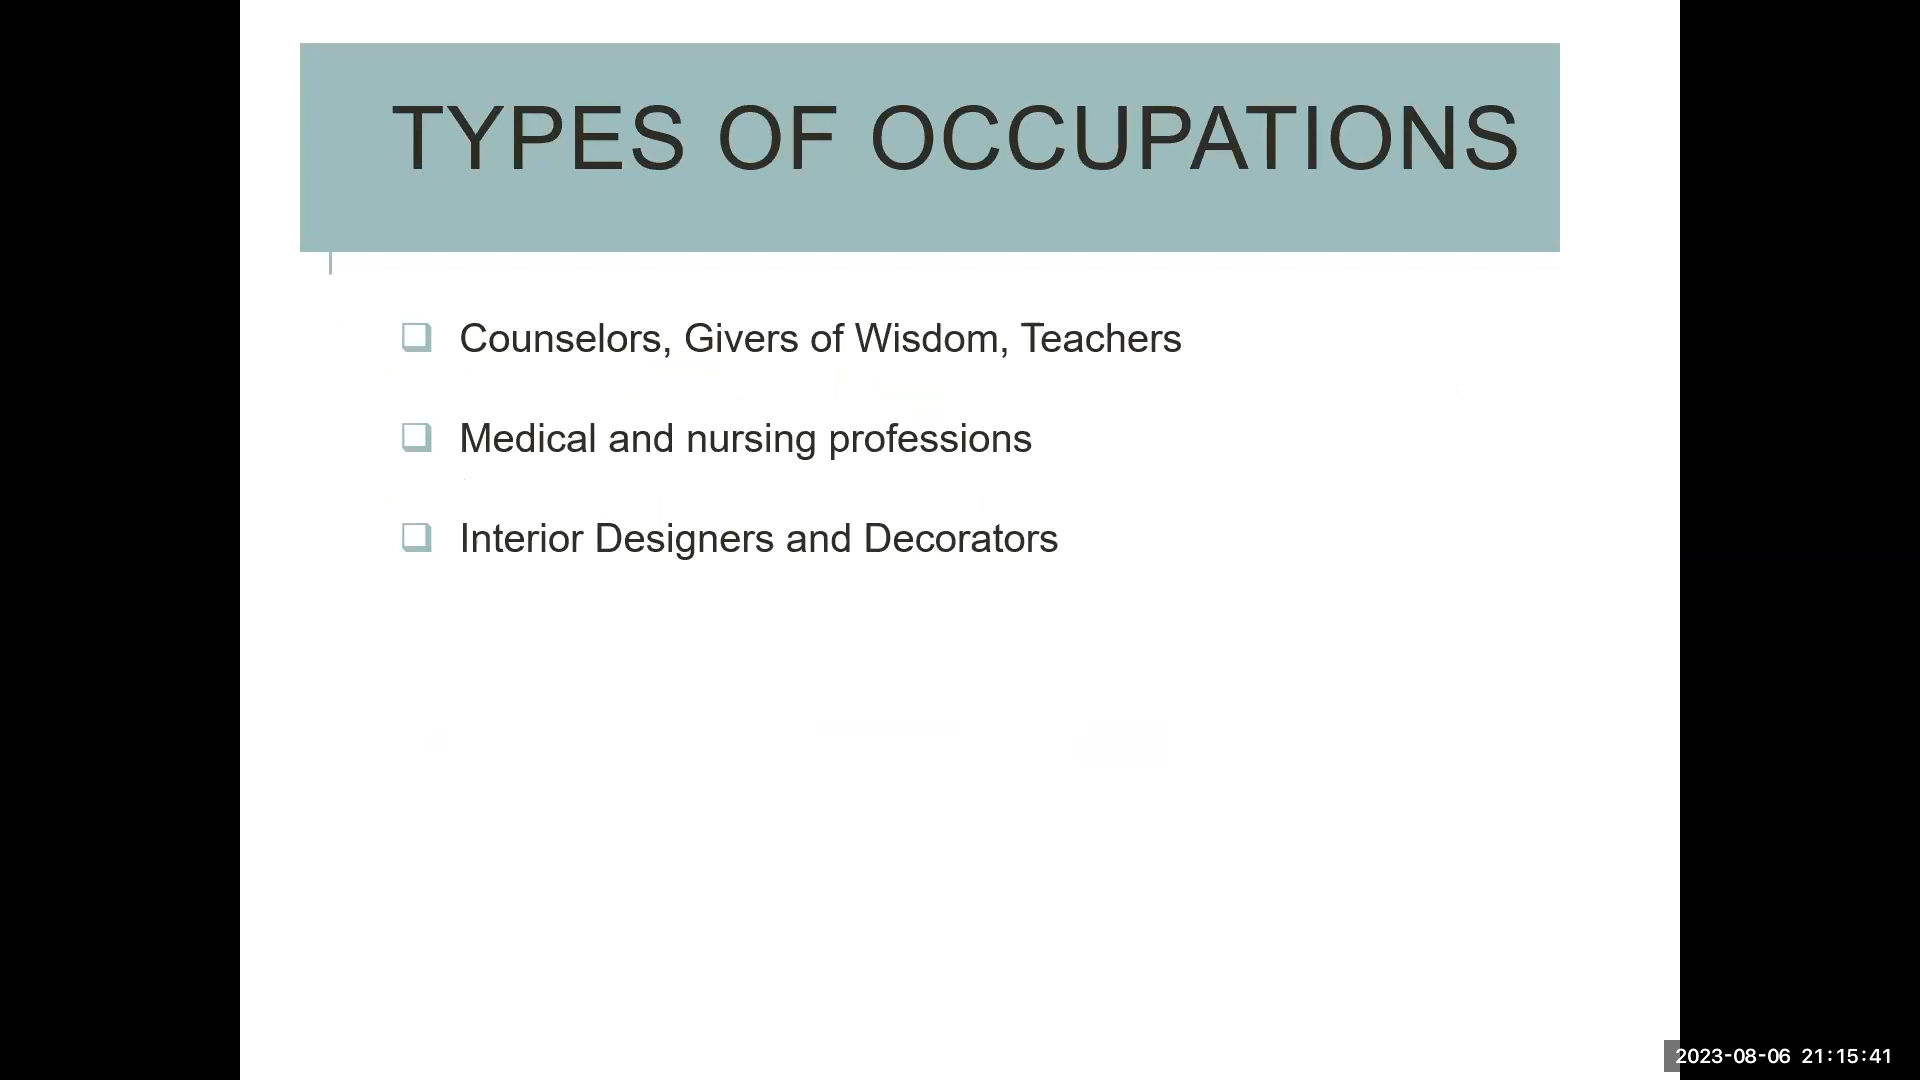 TYPES OF OCCUPATIONS
Counselors, Givers of Wisdom, Teachers
Medical and nursing professions
Interior Designers and Decorators
2023-08-06 21:15:41